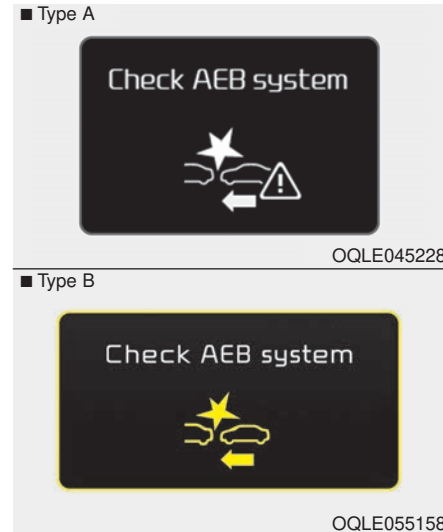 ■ Type A
Check AEB system
OQLE045228
■ Type B
Check AEB system
OQLE055158